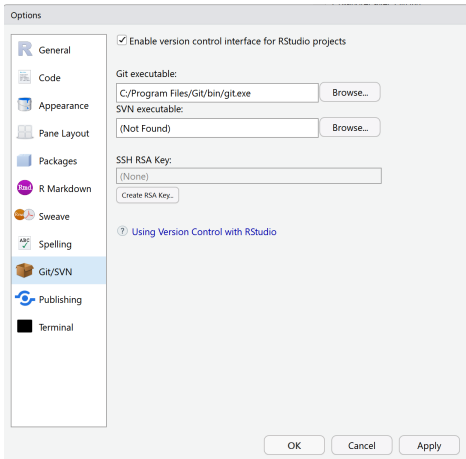 Options
R General
Code
Appearance
Pane Layout
Packages
Rmd R Markdown
Sweave
ABC Spelling
Git/SVN
Publishing
Terminal
Enable version control interface for RStudio projects
Git executable:
C:/Program Files/Git/bin/git.exe Browse...
SVN executable:
(Not Found) Browse...
SSH RSA Key:
(None)
Create RSA Key...
? Using Version Control with RStudio
OK Cancel Apply